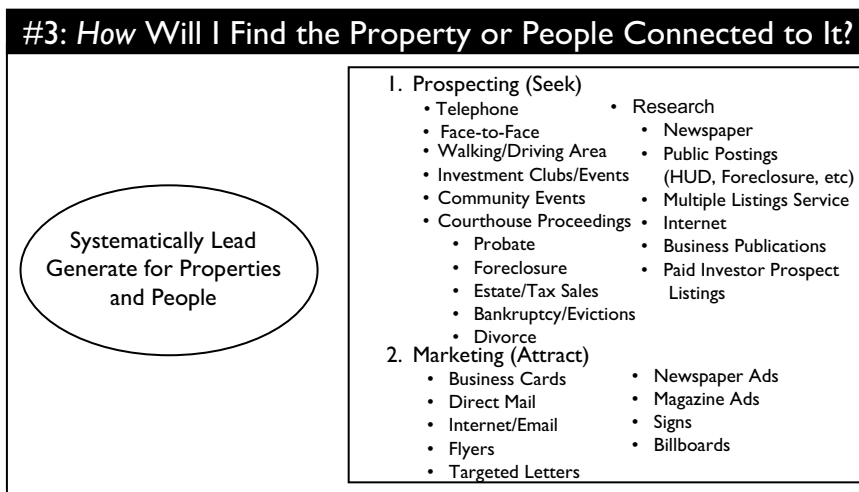 #3: How Will I Find the Property or People Connected to It?
Systematically Lead
Generate for Properties
and People
1. Prospecting (Seek)
• Telephone
• Face-to-Face
• Walking/Driving Area
• Investment Clubs/Events
• Community Events
• Courthouse Proceedings
• Probate
• Foreclosure
• Estate/Tax Sales
• Bankruptcy/Evictions
• Divorce
• Research
• Newspaper
• Public Postings
(HUD, Foreclosure, etc)
• Multiple Listings Service
• Internet
• Business Publications
• Paid Investor Prospect
Listings
2. Marketing (Attract)
• Business Cards
• Direct Mail
• Internet/Email
• Flyers
• Targeted Letters
• Newspaper Ads
• Magazine Ads
• Signs
• Billboards